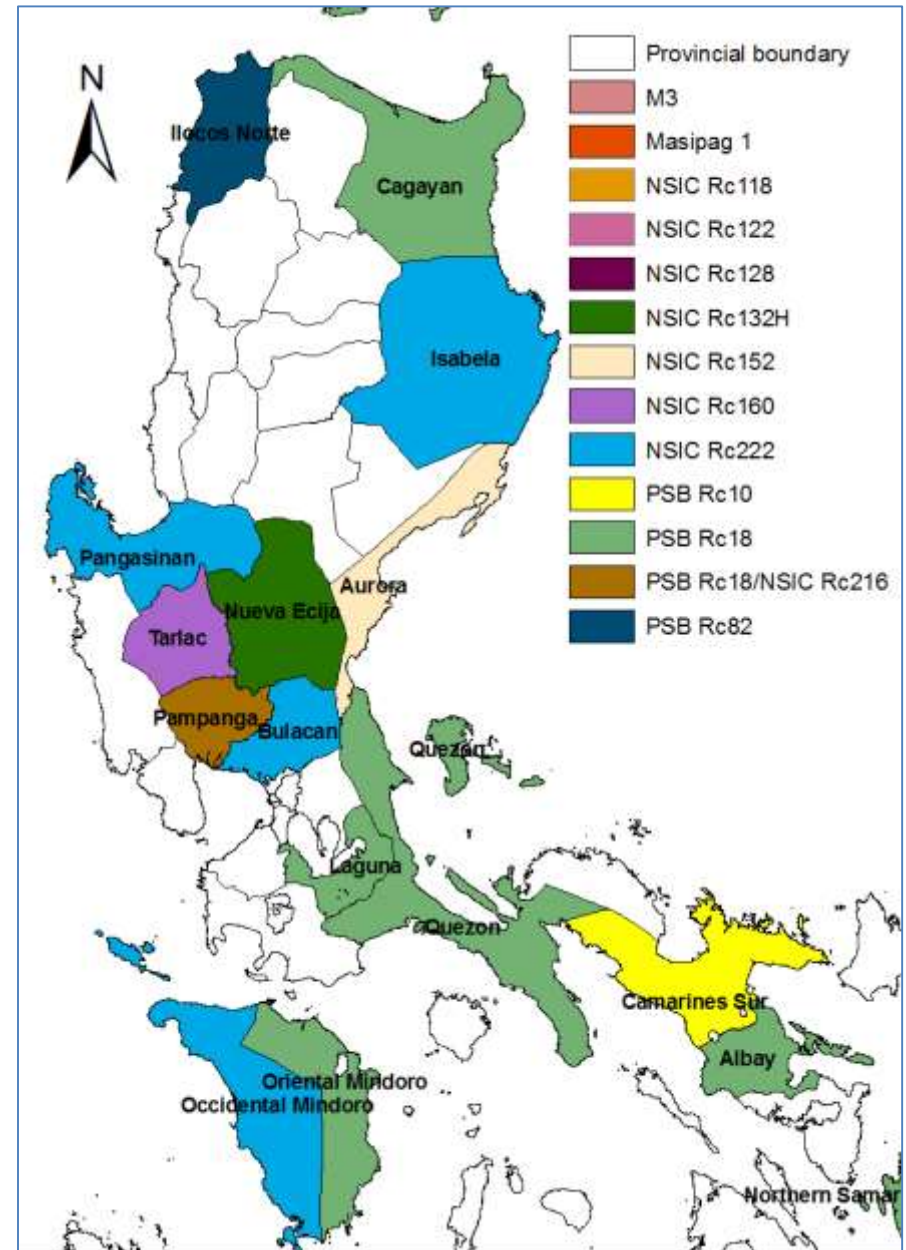 N
Provincial boundary
M3
Masipag 1
NSIC Rc118
NSIC Rc122
NSIC Rc128
NSIC Rc132H
NSIC Rc152
NSIC Rc160
NSIC Rc222
PSB Rc10
PSB Rc18
PSB Rc18/NSIC Rc216
PSB Rc82
Ilocos Norte
Cagayan
Isabela
Pangasinan
Nueva Ecija
Aurora
Tarlac
Pampanga
Bulacan
Quezon
Laguna
Quezon
Camarines Sur
Albay
Oriental Mindoro
Occidental Mindoro
Northern Samar